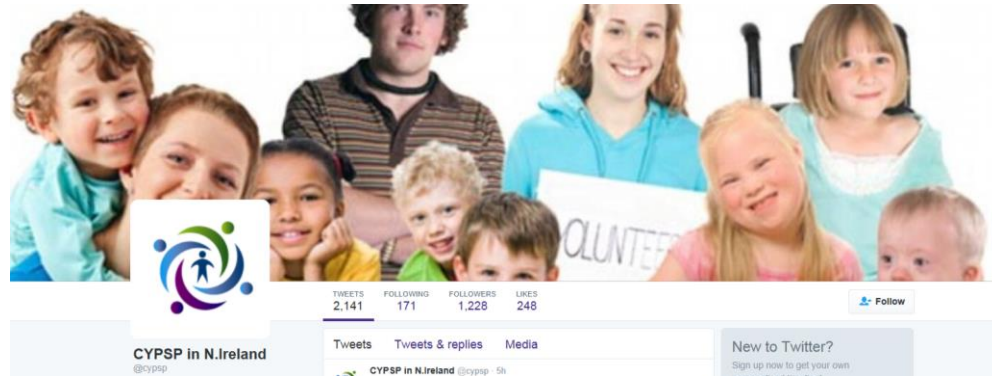 OLUNTEE
TWEETS FOLLOWING FOLLOWERS LIKES
2,141 171 1,228 248
Follow
Tweets Tweets & replies Media
New to Twitter?
CYPSP in N.Ireland
@cypsp
CYPSP in N.Ireland @cypsp · 5h
Sign up now to get your own